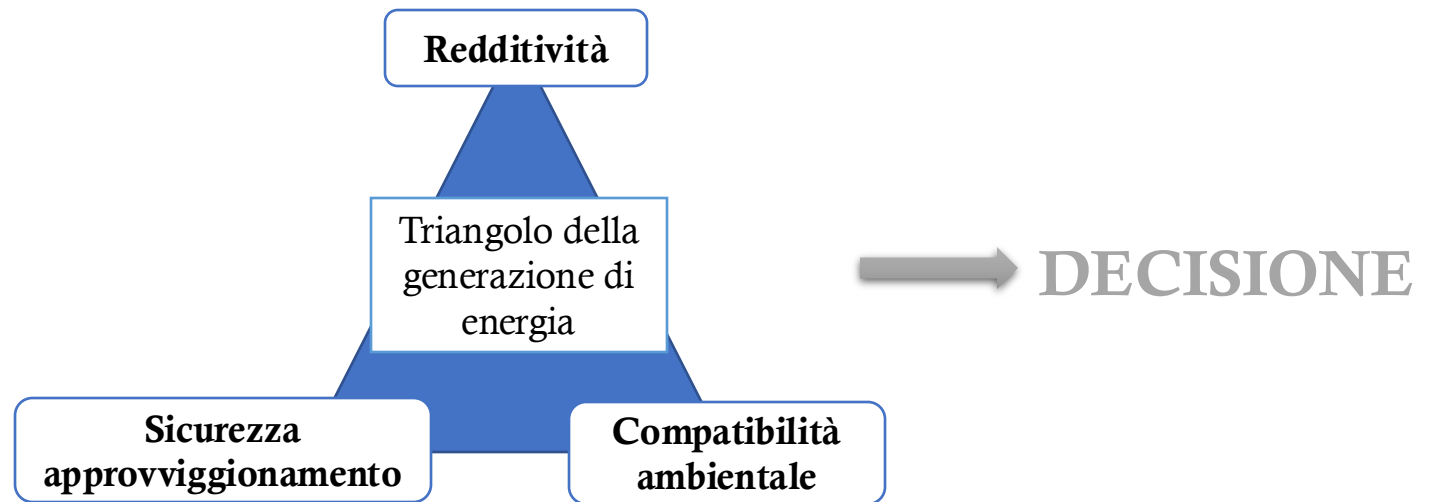 Redditività
Triangolo della
generazione di
energia
DECISIONE
Sicurezza
approvviggionamento
Compatibilità
ambientale